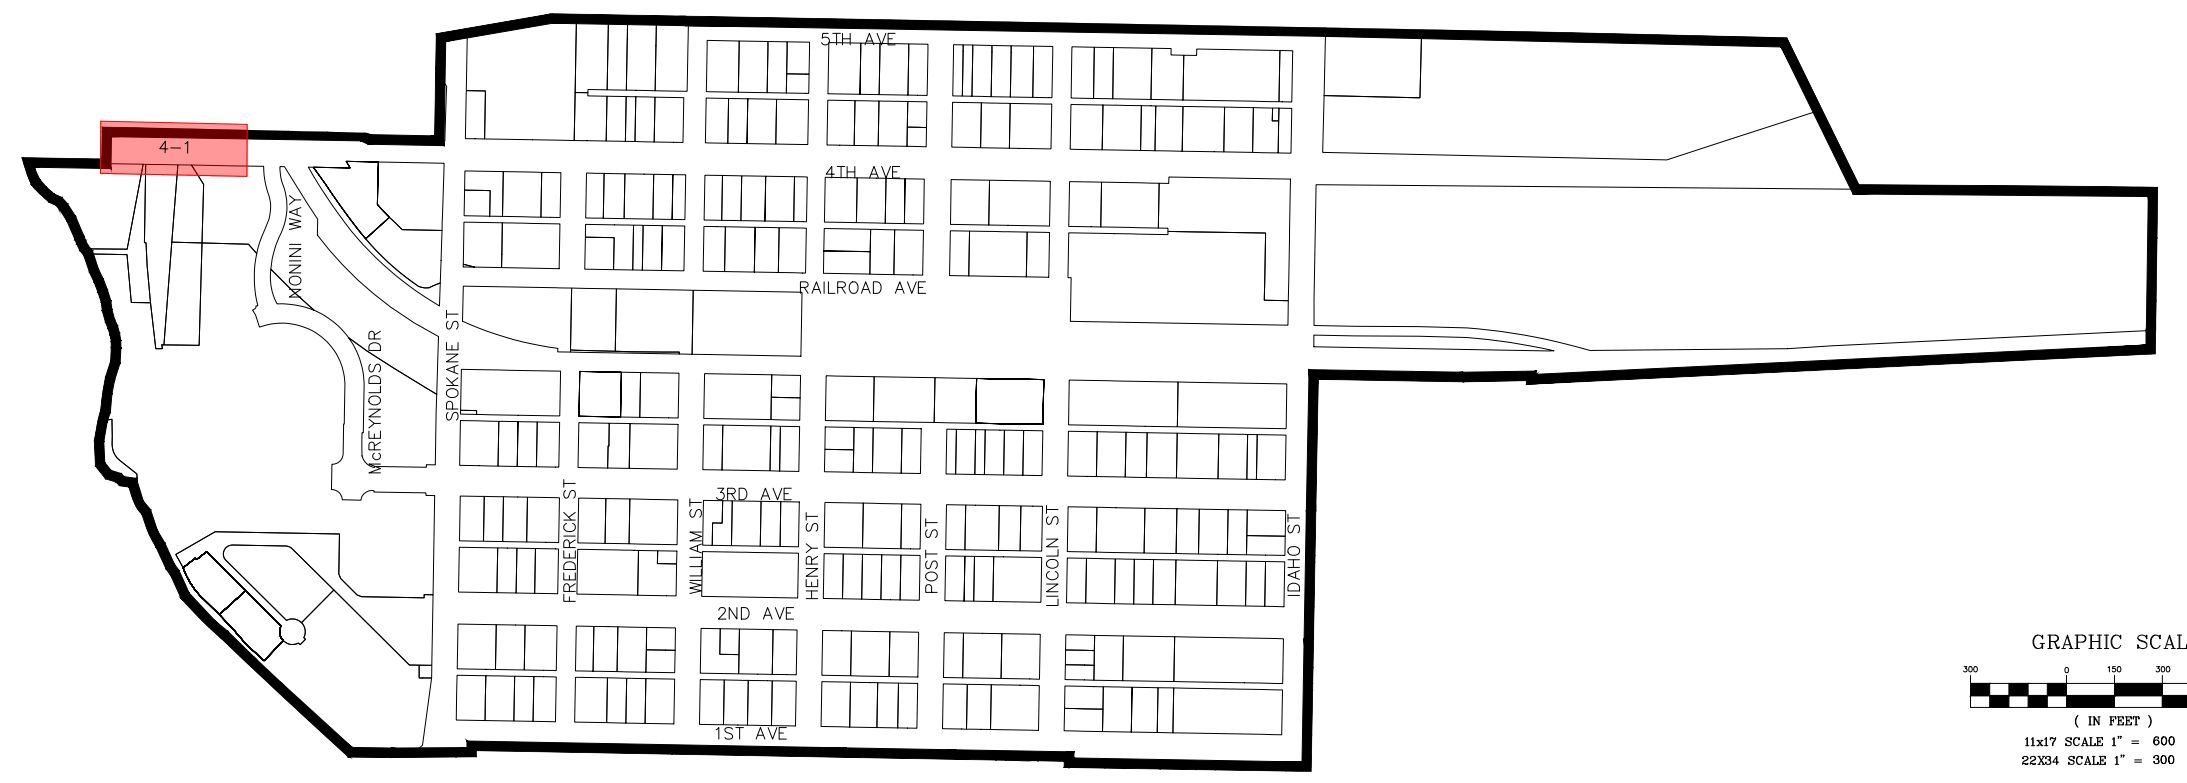 5TH AVE
4-1
4TH AVE
MONINI WAY
RAILROAD AVE
SPOKANE ST
McREYNOLDS DR
3RD AVE
FREDERICK ST
WILLIAM ST
HENRY ST
POST ST
LINCOLN ST
IDAHO ST
2ND AVE
1ST AVE
GRAPHIC SCAL
300 0 150 300
( IN FEET )
11x17 SCALE 1" = 600
22X34 SCALE 1" = 300